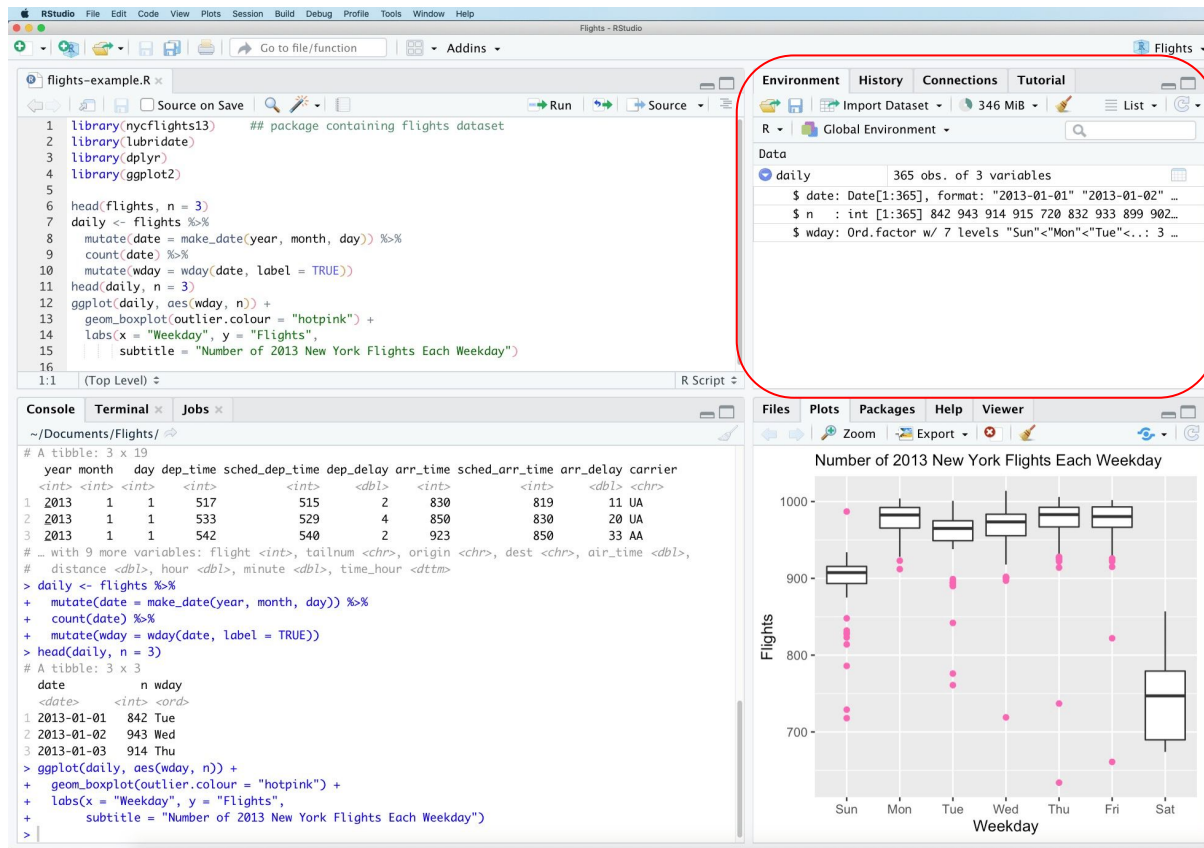 RStudio File Edit Code View Plots Session Build Debug Profile Tools Window Help
Flights - RStudio
Go to file/function Addins Flights
flights-example.R
Source on Save Run Source
1 library(nycflights13) ## package containing flights dataset
2 library(lubridate)
3 library(dplyr)
4 library(ggplot2)
5
6 head(flights, n = 3)
7 daily <- flights %>%
8 mutate(date = make_date(year, month, day)) %>%
9 count(date) %>%
10 mutate(wday = wday(date, label = TRUE))
11 head(daily, n = 3)
12 ggplot(daily, aes(wday, n)) +
13 geom_boxplot(outlier.colour = "hotpink") +
14 labs(x = "Weekday", y = "Flights",
15 subtitle = "Number of 2013 New York Flights Each Weekday")
16
1:1 (Top Level) R Script
Environment History Connections Tutorial
Import Dataset 346 MiB List
R Global Environment
Data
daily 365 obs. of 3 variables
$ date: Date[1:365], format: "2013-01-01" "2013-01-02" …
$ n : int [1:365] 842 943 914 915 720 832 933 899 902…
$ wday: Ord.factor w/ 7 levels "Sun"<"Mon"<"Tue"<..: 3 …
Console Terminal Jobs
~/Documents/Flights/
# A tibble: 3 x 19
year month day dep_time sched_dep_time dep_delay arr_time sched_arr_time arr_delay carrier
<int> <int> <int> <int> <int> <dbl> <int> <int> <dbl> <chr>
1 2013 1 1 517 515 2 830 819 11 UA
2 2013 1 1 533 529 4 850 830 20 UA
3 2013 1 1 542 540 2 923 850 33 AA
# … with 9 more variables: flight <int>, tailnum <chr>, origin <chr>, dest <chr>, air_time <dbl>,
# distance <dbl>, hour <dbl>, minute <dbl>, time_hour <dttm>
> daily <- flights %>%
+ mutate(date = make_date(year, month, day)) %>%
+ count(date) %>%
+ mutate(wday = wday(date, label = TRUE))
> head(daily, n = 3)
# A tibble: 3 x 3
date n wday
<date> <int> <ord>
1 2013-01-01 842 Tue
2 2013-01-02 943 Wed
3 2013-01-03 914 Thu
> ggplot(daily, aes(wday, n)) +
+ geom_boxplot(outlier.colour = "hotpink") +
+ labs(x = "Weekday", y = "Flights",
+ subtitle = "Number of 2013 New York Flights Each Weekday")
>
Files Plots Packages Help Viewer
Zoom Export
Number of 2013 New York Flights Each Weekday
1000
900
800
700
Flights
Sun Mon Tue Wed Thu Fri Sat
Weekday